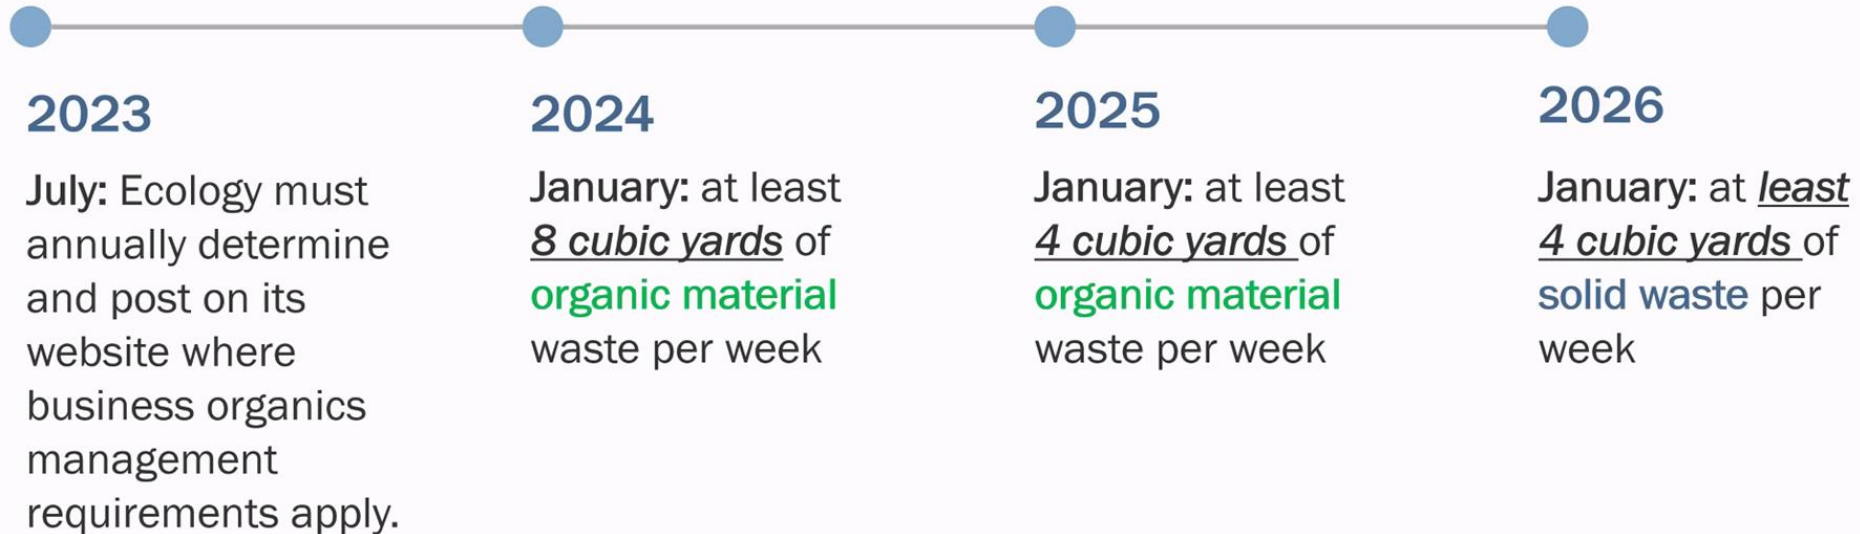 2023
July: Ecology must
annually determine
and post on its
website where
business organics
management
requirements apply.
2024
January: at least
8 cubic yards of
organic material
waste per week
2025
January: at least
4 cubic yards of
organic material
waste per week
2026
January: at least
4 cubic yards of
solid waste per
week